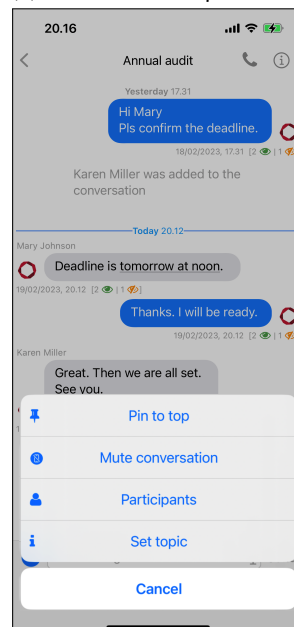 20.16
Annual audit
Yesterday 17.31
Hi Mary
Pls confirm the deadline.
18/02/2023, 17.31 [2 | 1
Karen Miller was added to the
conversation
Today 20.12
Mary Johnson
Deadline is tomorrow at noon.
19/02/2023, 20.12 [2 | 1 ]
Thanks. I will be ready.
19/02/2023, 20.12 [2 | 1
Karen Miller
Great. Then we are all set.
See you.
Pin to top
Mute conversation
Participants
Set topic
Cancel